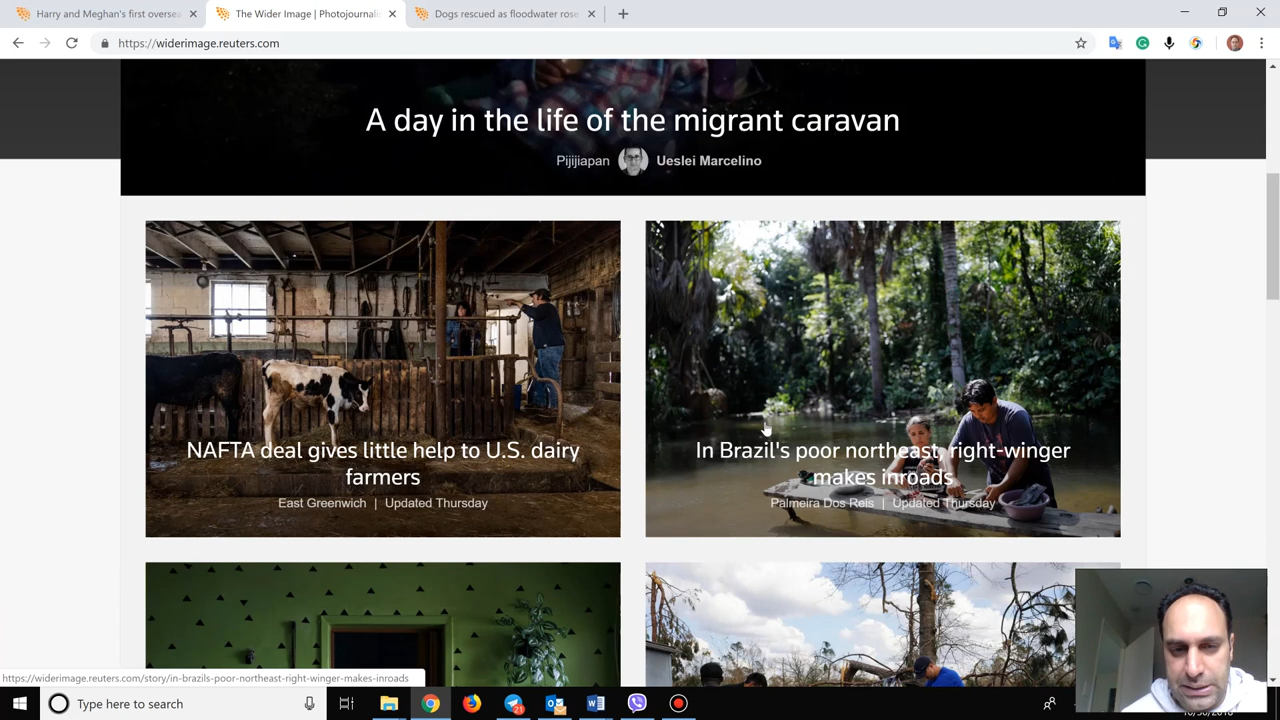 Harry and Meghan's first oversea
The Wider Image | Photojournali
Dogs rescued as floodwater rose
https://widerimage.reuters.com
A day in the life of the migrant caravan
Pijijiapan Ueslei Marcelino
NAFTA deal gives little help to U.S. dairy
farmers
East Greenwich | Updated Thursday
In Brazil's poor northeast, right-winger
makes inroads
Palmeira Dos Reis | Updated Thursday
https://widerimage.reuters.com/story/in-brazils-poor-northeast-right-winger-makes-inroads
Type here to search
21